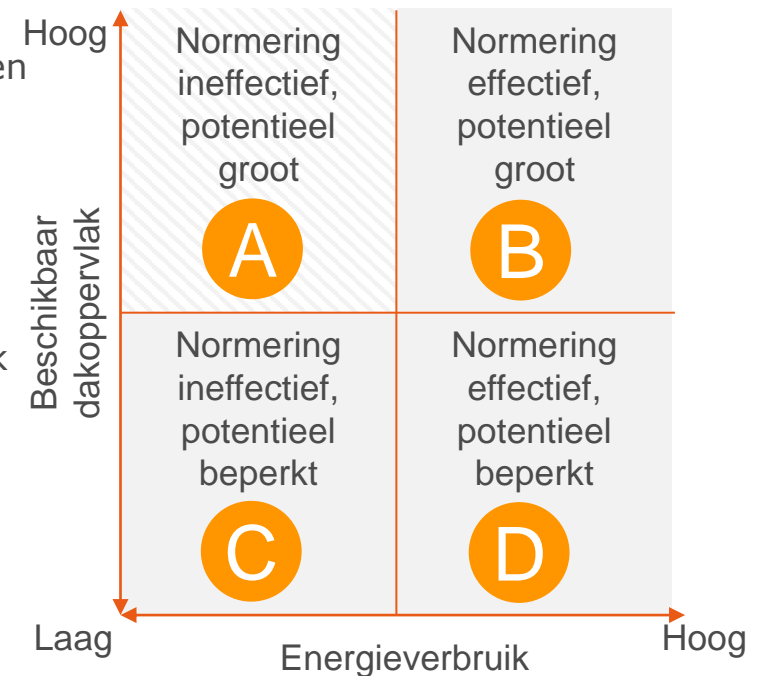 Hoog
en
Normering
ineffectief,
potentieel
groot
A
Normering
effectief,
potentieel
groot
B
Beschikbaar
dakoppervlak
k
Normering
ineffectief,
potentieel
beperkt
C
Normering
effectief,
potentieel
beperkt
D
Laag
Energieverbruik
Hoog